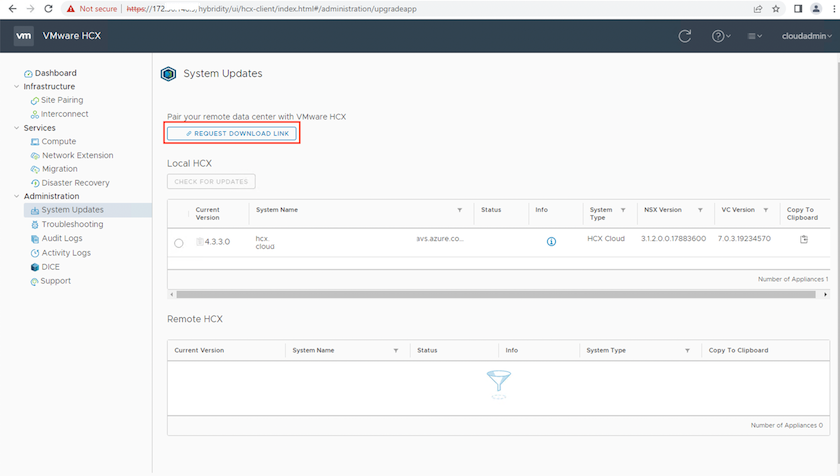 Not secure https://172. hybridity/ui/hcx-client/index.html#/administration/upgradeapp
vm VMware HCX cloudadmin
Dashboard
Infrastructure
Site Pairing
Interconnect
Services
Compute
Network Extension
Migration
Disaster Recovery
Administration
System Updates
Troubleshooting
Audit Logs
Activity Logs
DICE
Support
System Updates
Pair your remote data center with VMware HCX
REQUEST DOWNLOAD LINK
Local HCX
CHECK FOR UPDATES
Current Version System Name Status Info System Type NSX Version VC Version Copy To Clipboard
4.3.3.0 hcx. avs.azure.co... HCX Cloud 3.1.2.0.0.17883600 7.0.3.19234570
cloud
Number of Appliances 1
Remote HCX
Current Version System Name Status Info System Type Copy To Clipboard
Number of Appliances 0